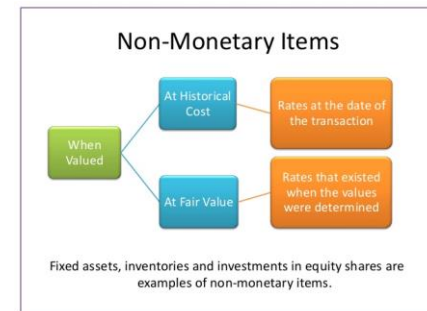 Non-Monetary Items
When
Valued
At Historical
Cost
Rates at the date of
the transaction
At Fair Value
Rates that existed
when the values
were determined
Fixed assets, inventories and investments in equity shares are
examples of non-monetary items.